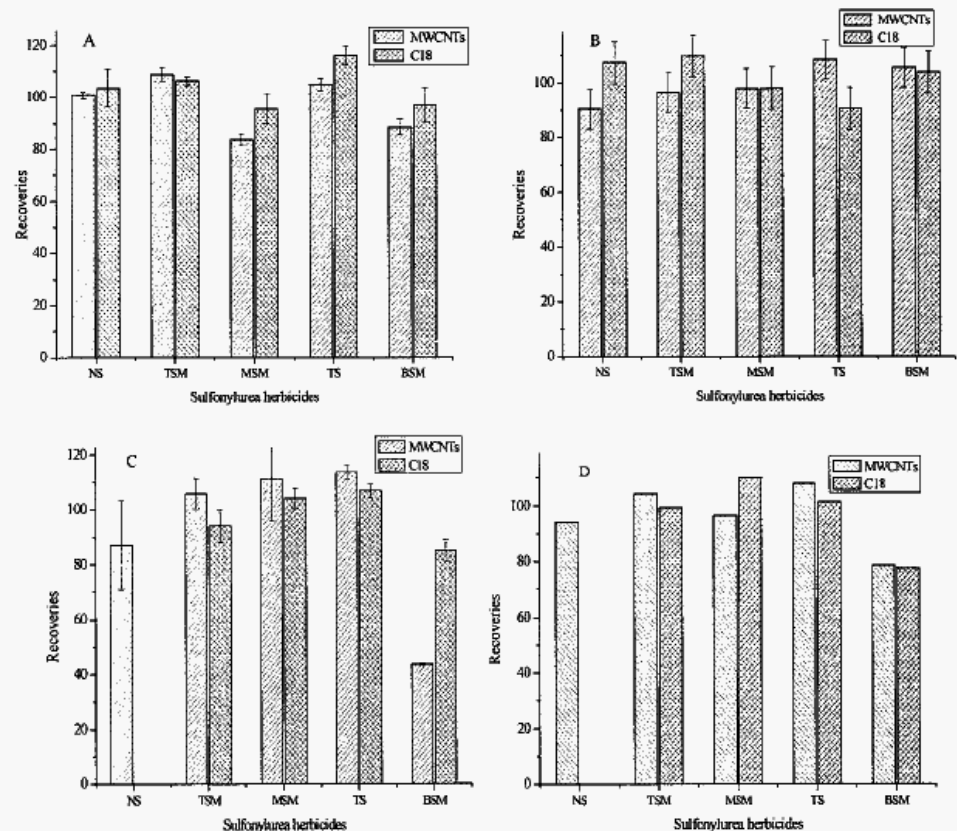 A
MWCNTs
C18
120
100
80
60
40
20
0
Recoveries
NS TSM MSM TS BSM
Sulfonylurea herbicides
B
MWCNTs
C18
100
80
60
40
20
0
Recoveries
NS TSM MSM TS BSM
Sulfonylurea herbicides
C
MWCNTs
C18
120
100
80
60
40
20
0
Recoveries
NS TSM MSM TS BSM
Sulfonylurea herbicides
D
MWCNTs
C18
100
80
60
40
20
0
Recoveries
NS TSM MSM TS BSM
Sulfonylurea herbicides